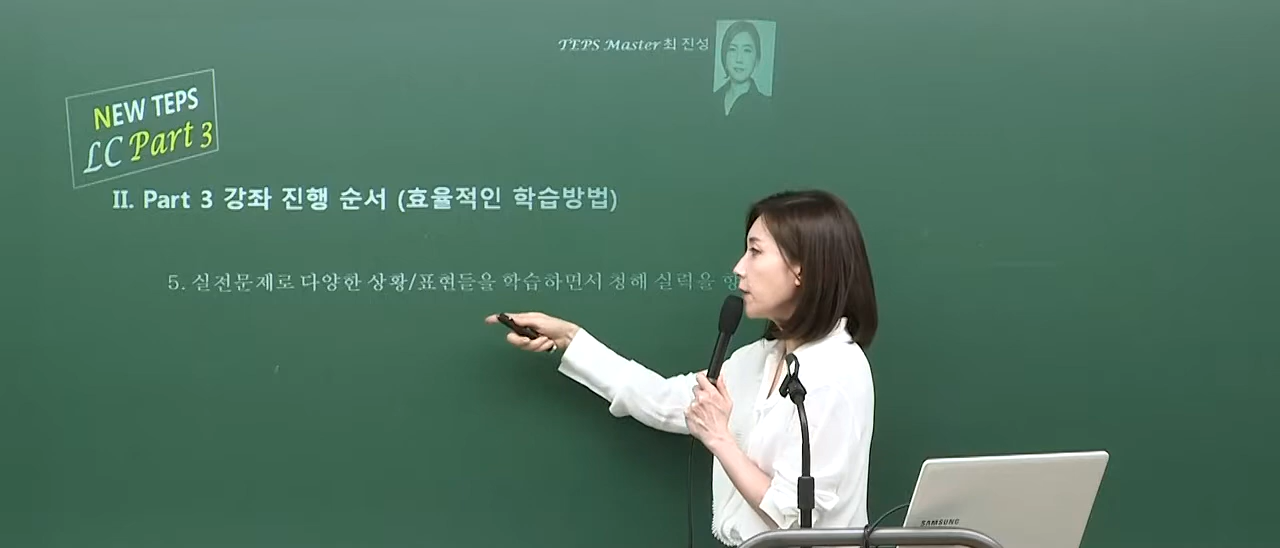 TEPS Master 최 진성
NEW TEPS
LC Part 3
II. Part 3 강좌 진행 순서 (효율적인 학습방법)
5. 실전문제로 다양한 상황/표현들을 학습하면서 청해 실력을 향
SAMSUNG